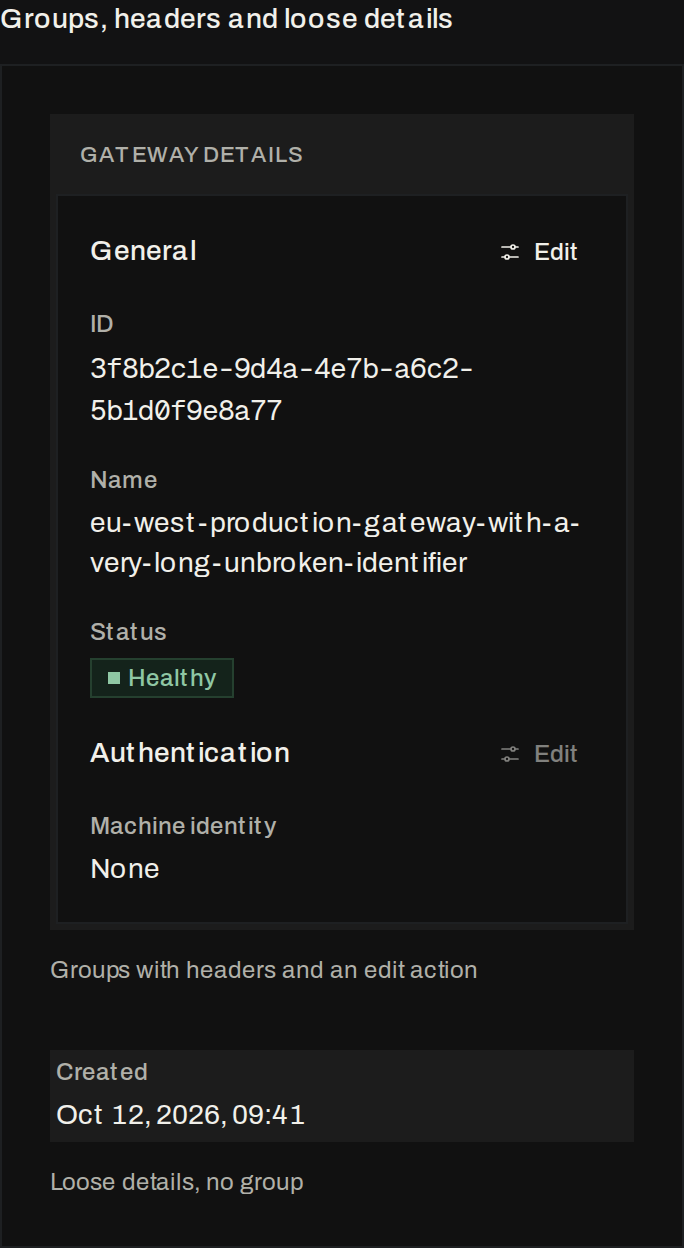 Groups, headers and loose details
GATEWAY DETAILS
General
Edit
ID
3f8b2c1e-9d4a-4e7b-a6c2-
5b1d0f9e8a77
Name
eu-west-production-gateway-with-a-
very-long-unbroken-identifier
Status
Healthy
Authentication
Edit
Machine identity
None
Groups with headers and an edit action
Created
Oct 12, 2026, 09:41
Loose details, no group